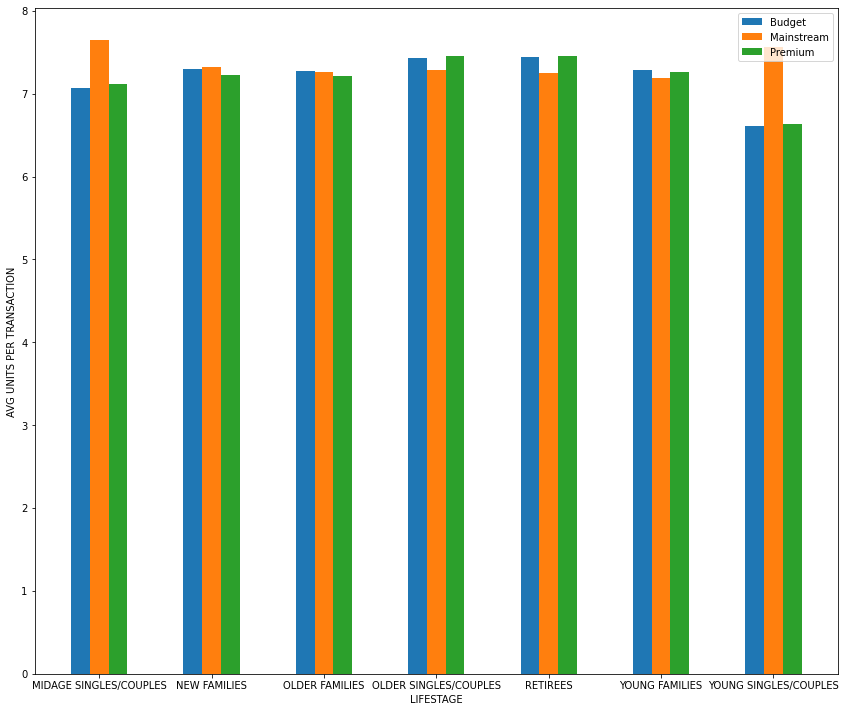 Budget
Mainstream
Premium
8
7
6
5
4
3
2
1
0
AVG UNITS PER TRANSACTION
MIDAGE SINGLES/COUPLES NEW FAMILIES OLDER FAMILIES OLDER SINGLES/COUPLES RETIREES YOUNG FAMILIES YOUNG SINGLES/COUPLES
LIFESTAGE